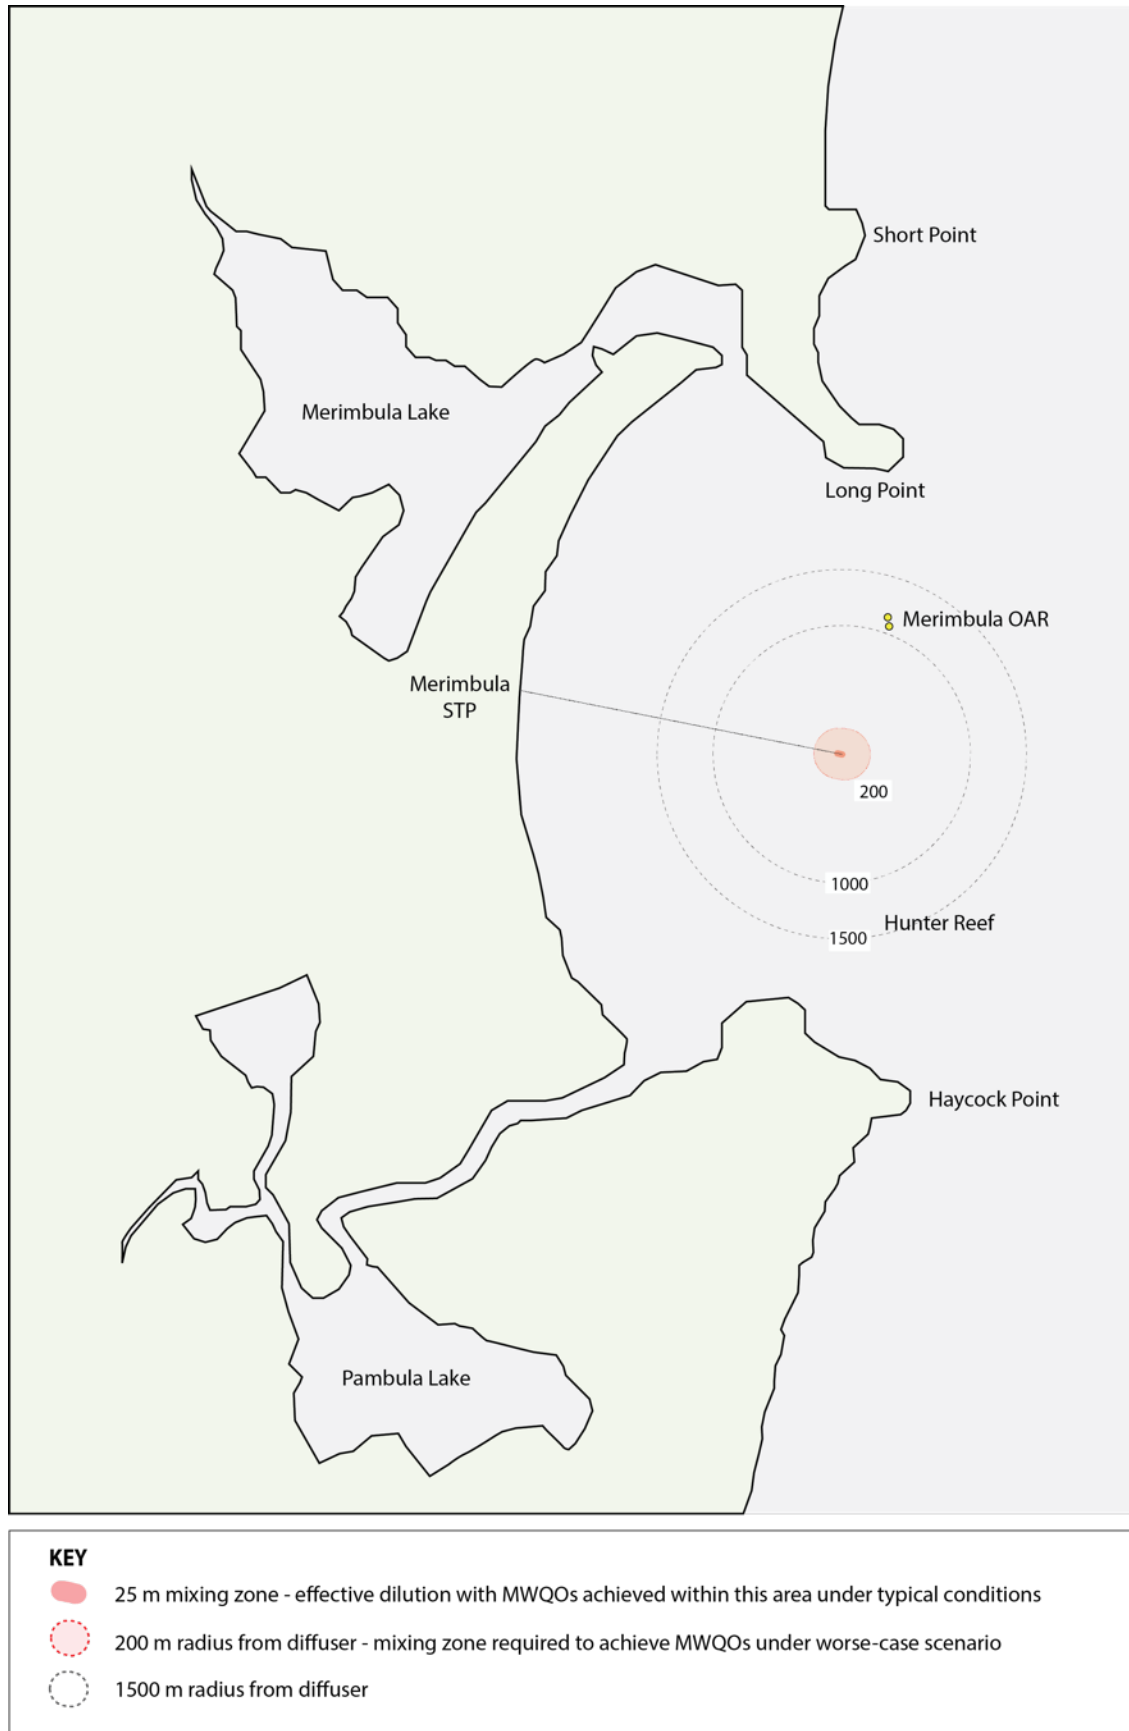 Short Point
Merimbula Lake
Long Point
Merimbula OAR
Merimbula
STP
200
1000
Hunter Reef
1500
Haycock Point
Pambula Lake
KEY
25 m mixing zone - effective dilution with MWQOs achieved within this area under typical conditions
200 m radius from diffuser - mixing zone required to achieve MWQOs under worse-case scenario
1500 m radius from diffuser